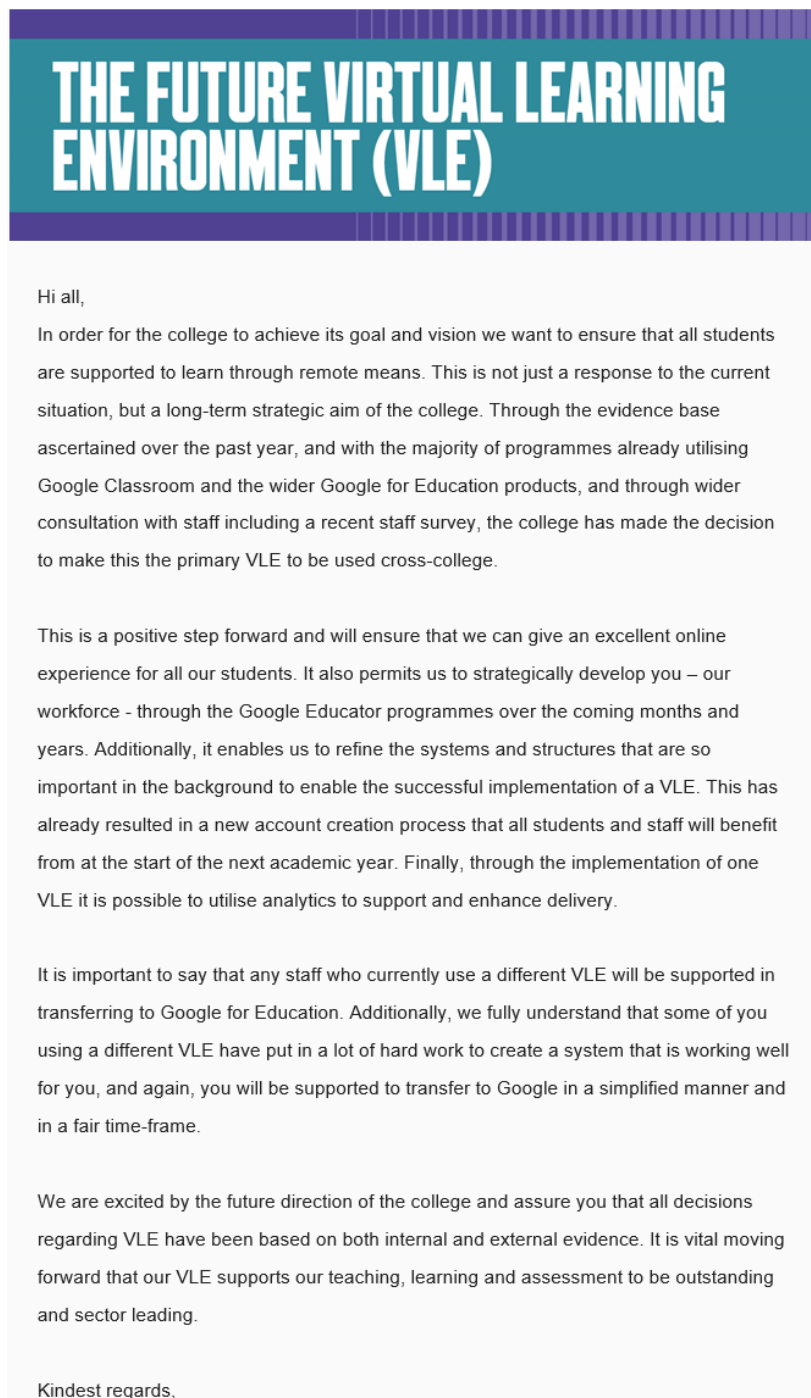 THE FUTURE VIRTUAL LEARNING
ENVIRONMENT (VLE)
Hi all,
In order for the college to achieve its goal and vision we want to ensure that all students
are supported to learn through remote means. This is not just a response to the current
situation, but a long-term strategic aim of the college. Through the evidence base
ascertained over the past year, and with the majority of programmes already utilising
Google Classroom and the wider Google for Education products, and through wider
consultation with staff including a recent staff survey, the college has made the decision
to make this the primary VLE to be used cross-college.
This is a positive step forward and will ensure that we can give an excellent online
experience for all our students. It also permits us to strategically develop you – our
workforce - through the Google Educator programmes over the coming months and
years. Additionally, it enables us to refine the systems and structures that are so
important in the background to enable the successful implementation of a VLE. This has
already resulted in a new account creation process that all students and staff will benefit
from at the start of the next academic year. Finally, through the implementation of one
VLE it is possible to utilise analytics to support and enhance delivery.
It is important to say that any staff who currently use a different VLE will be supported in
transferring to Google for Education. Additionally, we fully understand that some of you
using a different VLE have put in a lot of hard work to create a system that is working well
for you, and again, you will be supported to transfer to Google in a simplified manner and
in a fair time-frame.
We are excited by the future direction of the college and assure you that all decisions
regarding VLE have been based on both internal and external evidence. It is vital moving
forward that our VLE supports our teaching, learning and assessment to be outstanding
and sector leading.
Kindest regards,